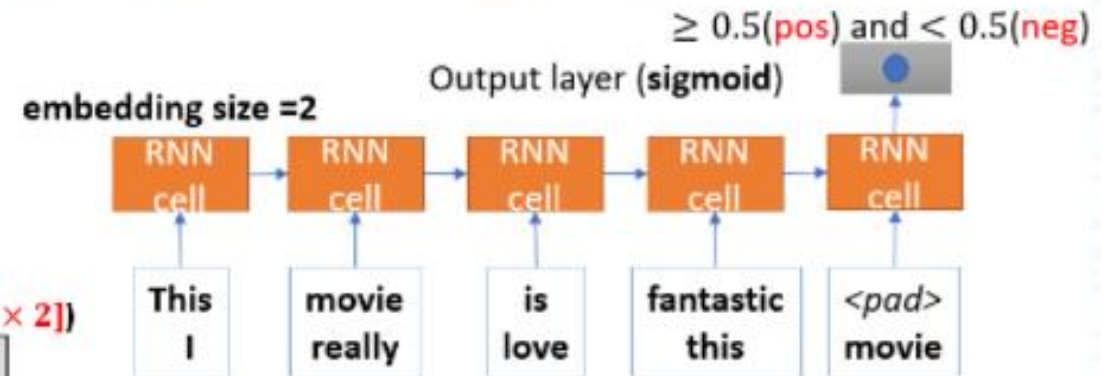 ≥ 0.5(pos) and < 0.5(neg)
Output layer (sigmoid)
embedding size =2
RNN cell
RNN cell
RNN cell
RNN cell
RNN cell
× 2])
This movie is fantastic <pad>
I really love this movie